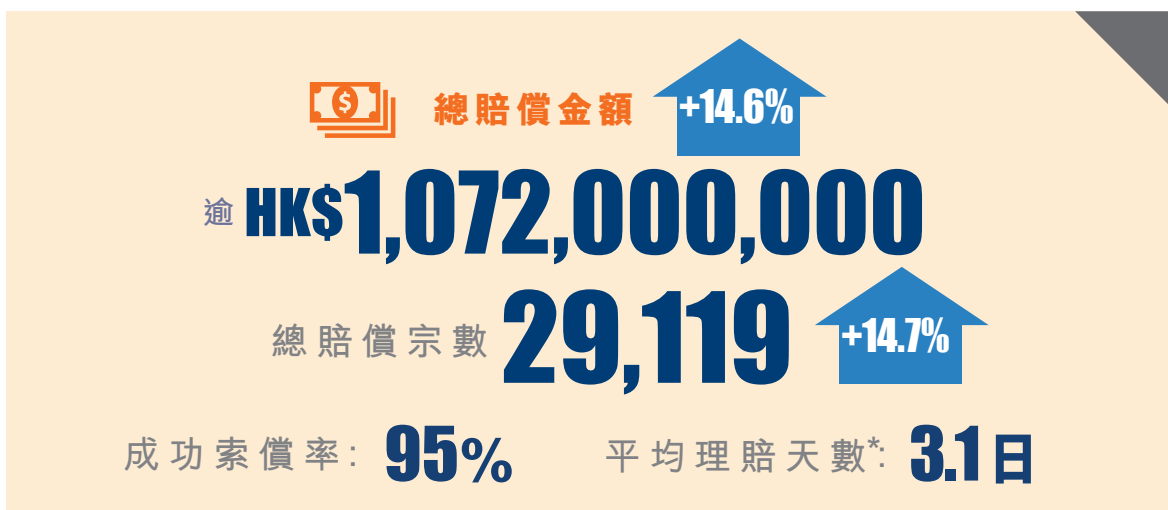 總賠償金額 +14.6%
逾 HK$1,072,000,000
總賠償宗數 29,119 +14.7%
成功索償率: 95% 平均理賠天數*: 3.1日